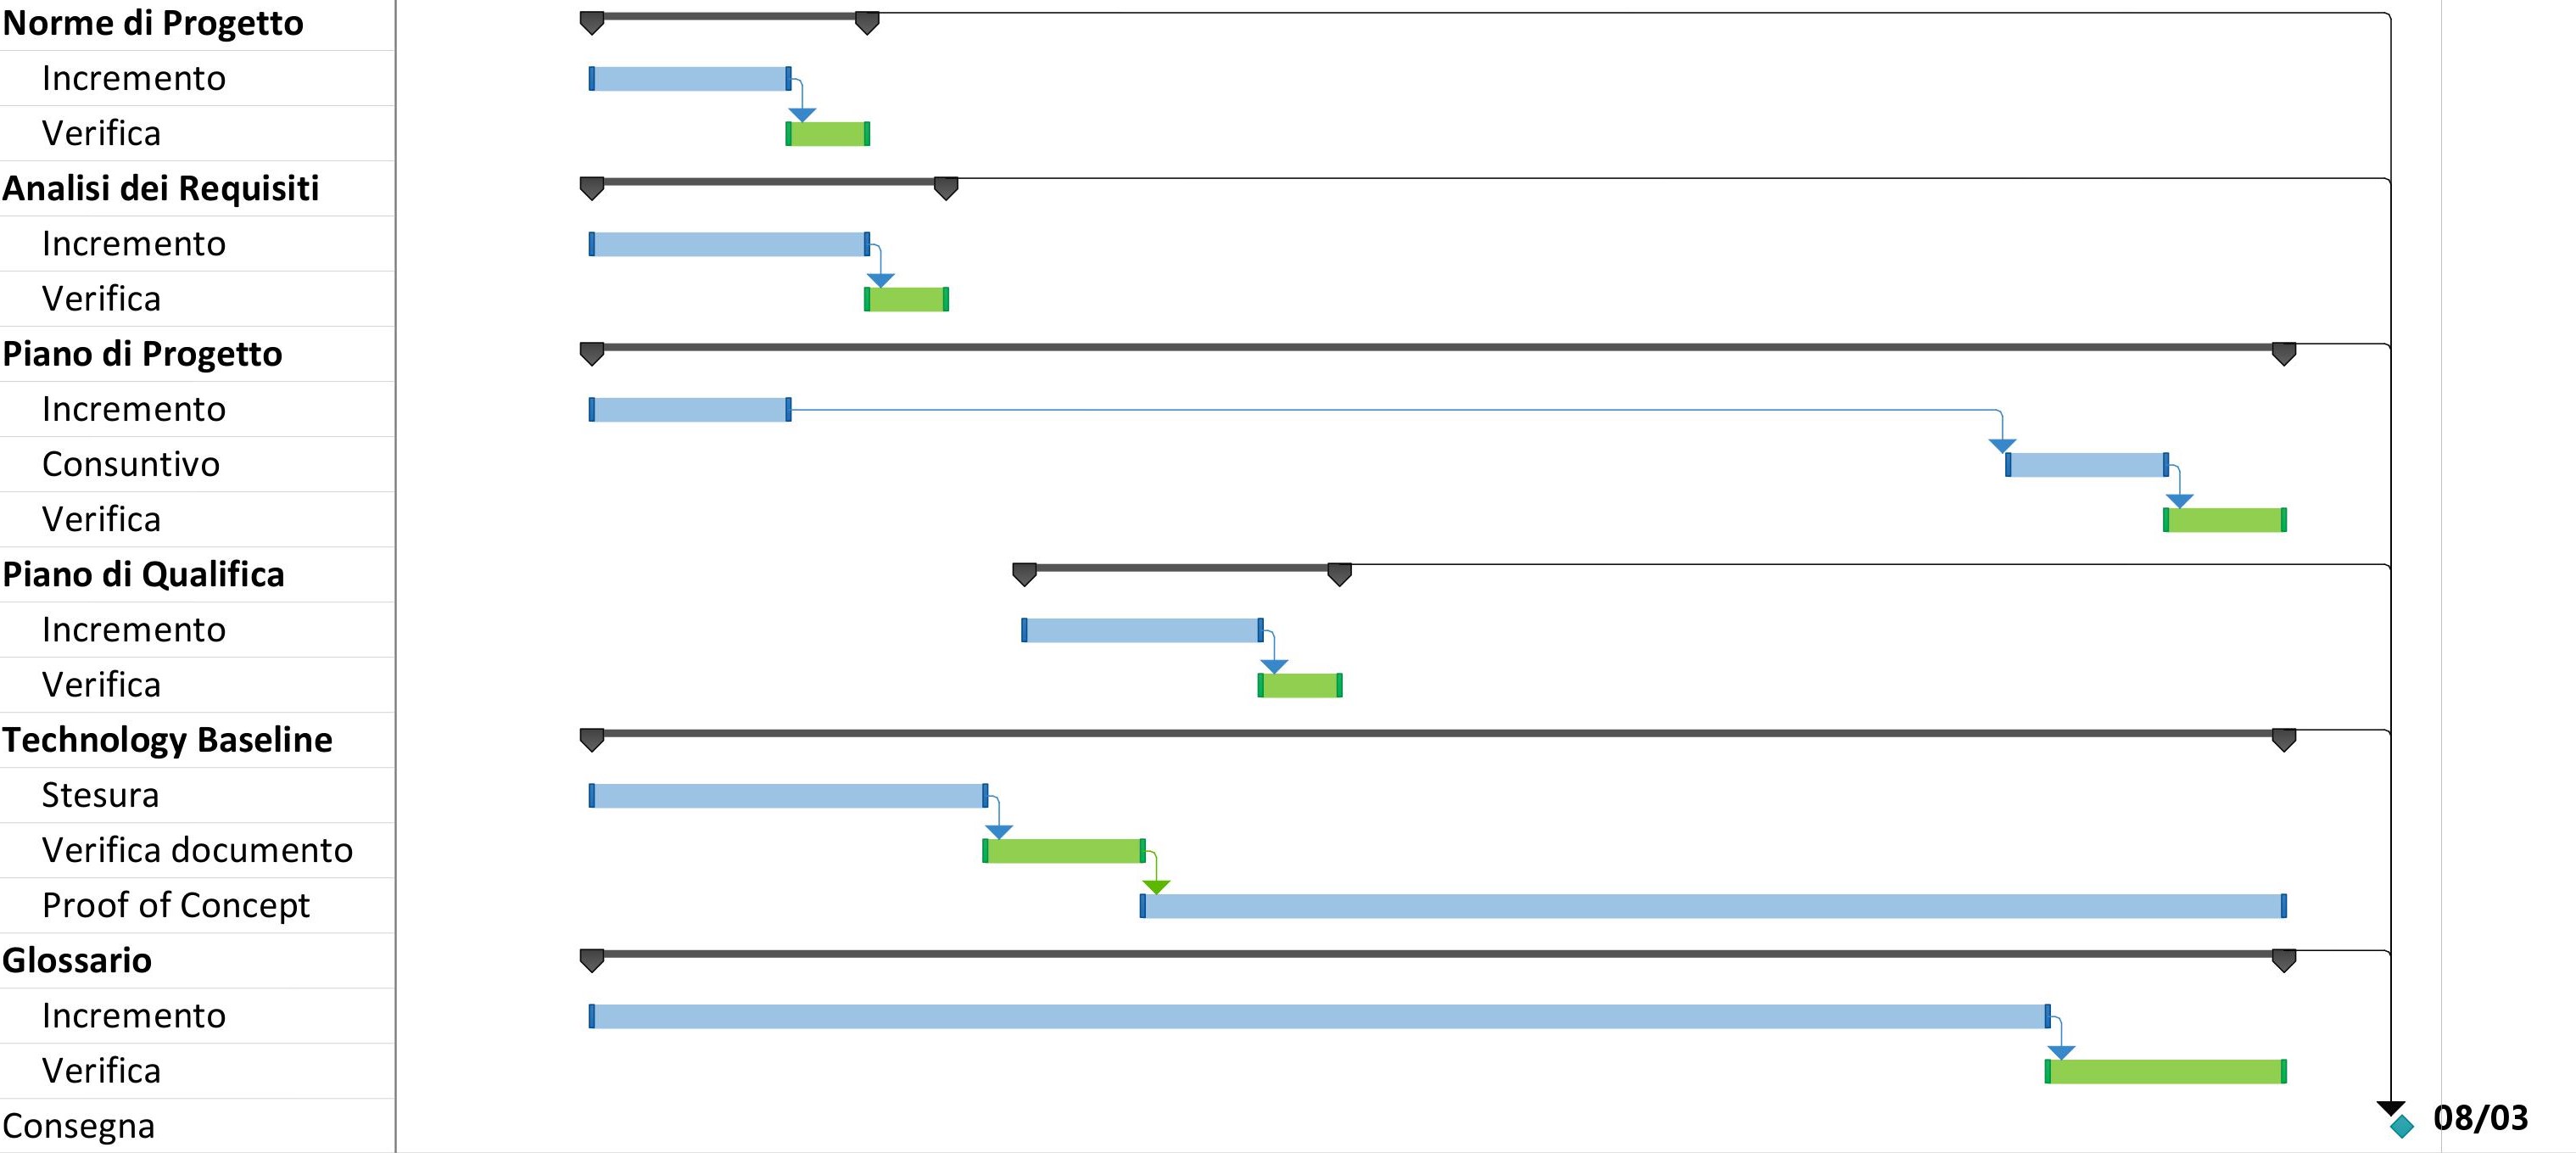 Norme di Progetto
Incremento
Verifica
Analisi dei Requisiti
Incremento
Verifica
Piano di Progetto
Incremento
Consuntivo
Verifica
Piano di Qualifica
Incremento
Verifica
Technology Baseline
Stesura
Verifica documento
Proof of Concept
Glossario
Incremento
Verifica
Consegna
08/03